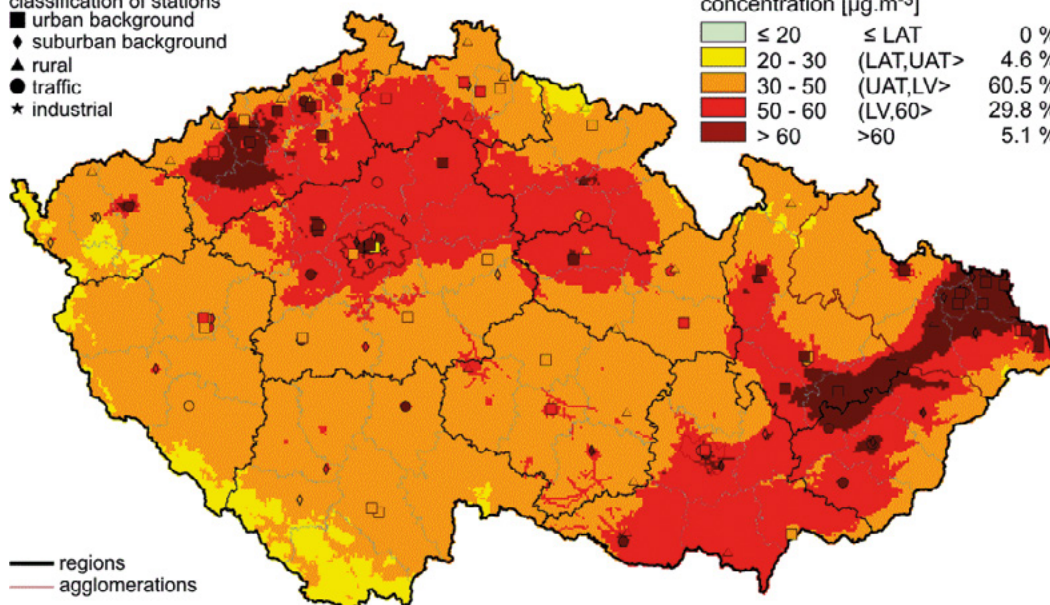 classification of stations
urban background
suburban background
rural
traffic
industrial
concentration [µg.m⁻³]
≤ 20 ≤ LAT 0 %
20 - 30 (LAT,UAT> 4.6 %
30 - 50 (UAT,LV> 60.5 %
50 - 60 (LV,60> 29.8 %
> 60 >60 5.1 %
regions
agglomerations